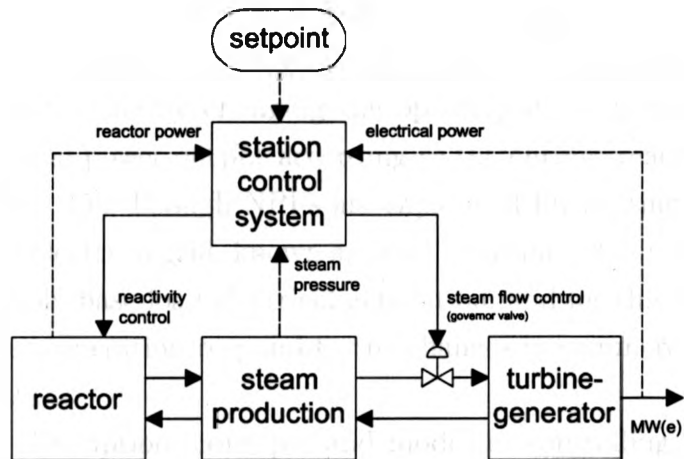 setpoint
reactor power
station
control
system
electrical power
reactivity
control
steam
pressure
steam flow control
(governor valve)
reactor
steam
production
turbine-
generator
MW(e)